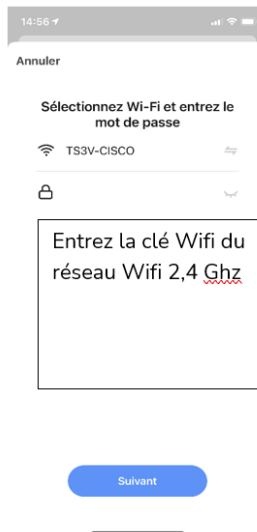 14:56
Annuler
Sélectionnez Wi-Fi et entrez le
mot de passe
TS3V-CISCO
Entrez la clé Wifi du
réseau Wifi 2,4 Ghz
Suivant